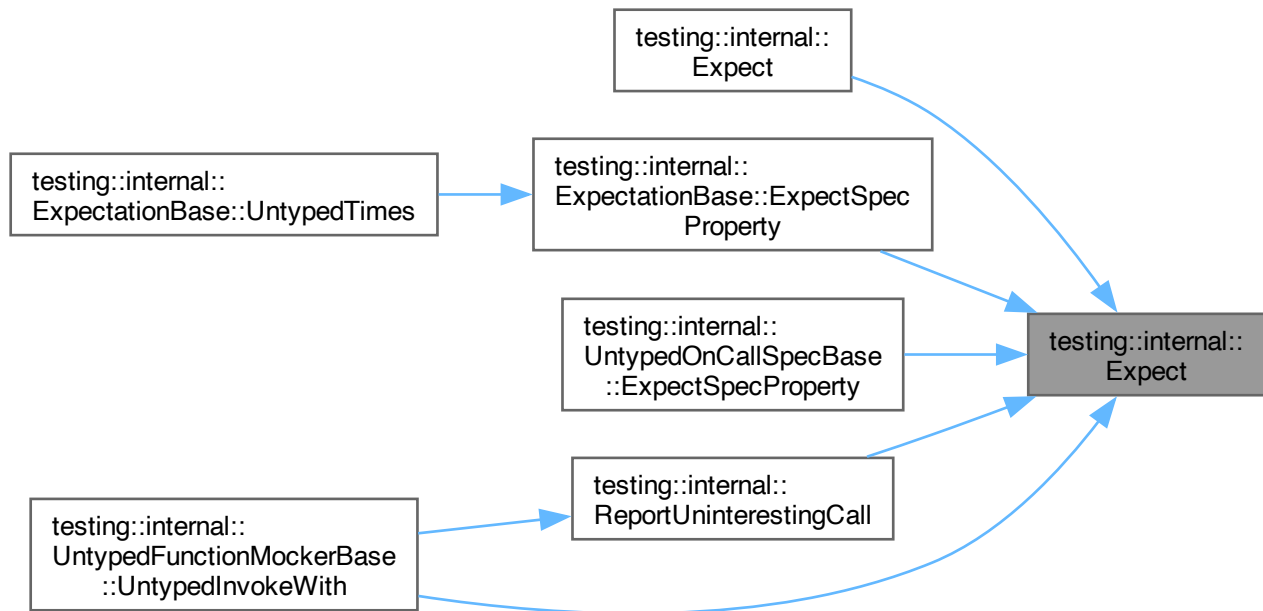 testing::internal::
Expect
testing::internal::
ExpectationBase::UntypedTimes
testing::internal::
ExpectationBase::ExpectSpec
Property
testing::internal::
UntypedOnCallSpecBase
::ExpectSpecProperty
testing::internal::
Expect
testing::internal::
UntypedFunctionMockerBase
::UntypedInvokeWith
testing::internal::
ReportUninterestingCall